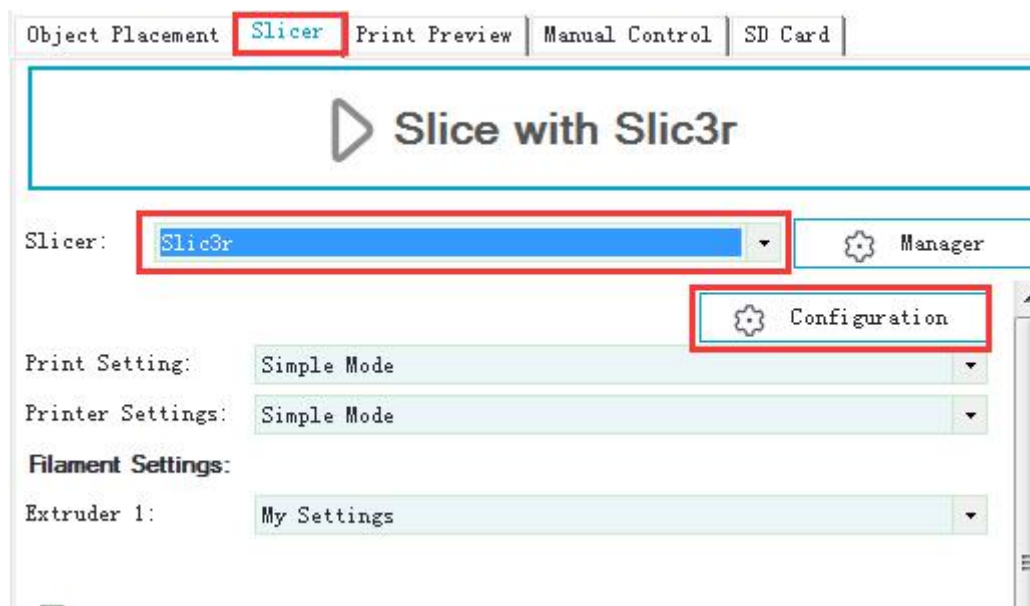 Object Placement Slicer Print Preview Manual Control SD Card
Slice with Slic3r
Slicer: Slic3r Manager
Configuration
Print Setting: Simple Mode
Printer Settings: Simple Mode
Filament Settings:
Extruder 1: My Settings